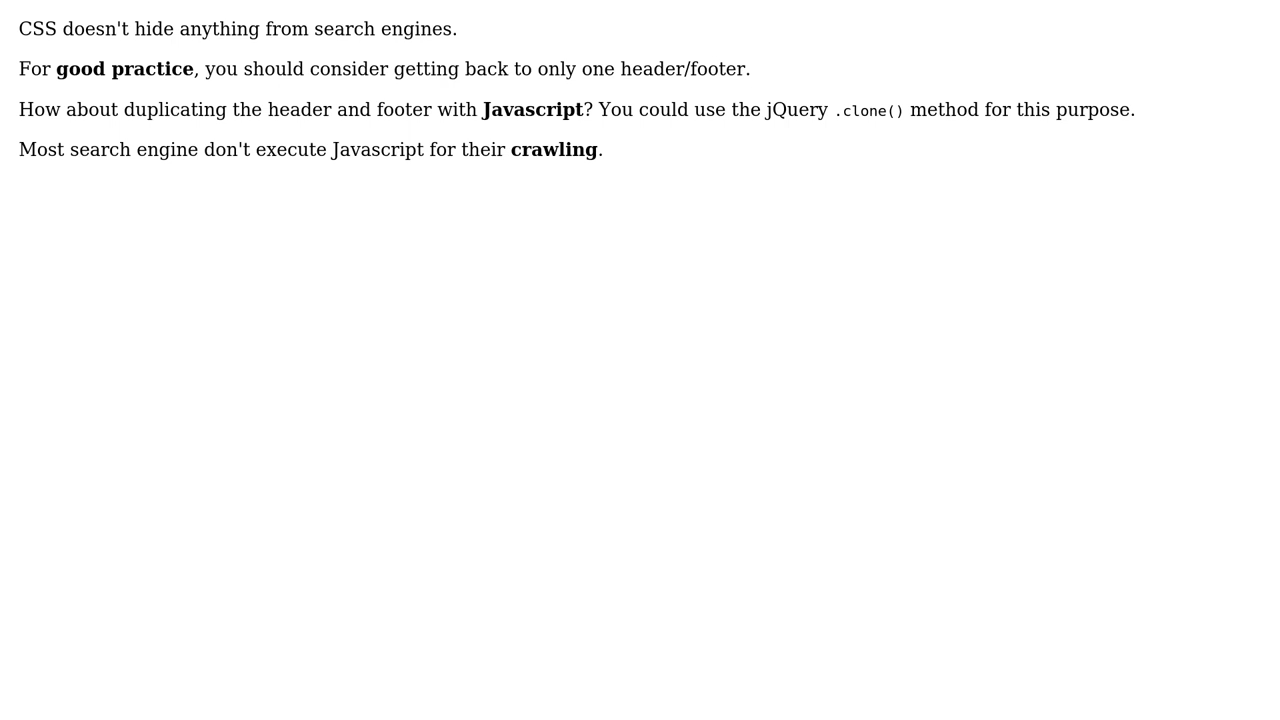 CSS doesn't hide anything from search engines.
For good practice, you should consider getting back to only one header/footer.
How about duplicating the header and footer with Javascript? You could use the jQuery .clone() method for this purpose.
Most search engine don't execute Javascript for their crawling.